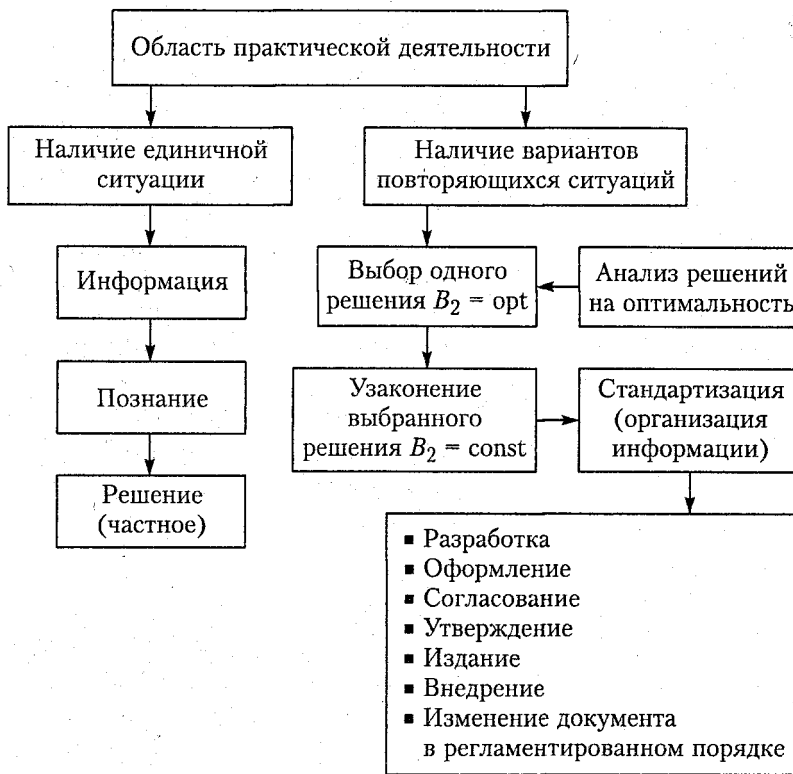 Область практической деятельности
Наличие единичной
ситуации
Наличие вариантов
повторяющихся ситуаций
Информация
Выбор одного
решения B₂ = opt
Анализ решений
на оптимальность
Познание
Узаконение
выбранного
решения B₂ = const
Стандартизация
(организация
информации)
Решение
(частное)
▪ Разработка
▪ Оформление
▪ Согласование
▪ Утверждение
▪ Издание
▪ Внедрение
▪ Изменение документа
в регламентированном порядке